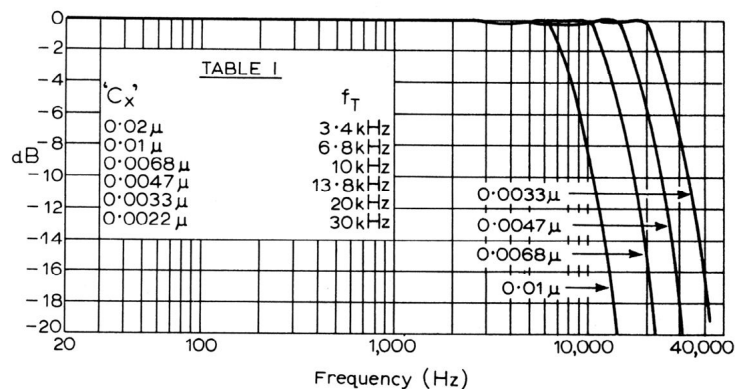 0
-2
-4
-6
-8
dB
-10
-12
-14
-16
-18
-20
TABLE 1
'Cx' fT
0·02μ 3·4kHz
0·01μ 6·8kHz
0·0068μ 10kHz
0·0047μ 13·8kHz
0·0033μ 20kHz
0·0022μ 30kHz
0·0033μ
0·0047μ
0·0068μ
0·01μ
20 100 1,000 10,000 40,000
Frequency (Hz)